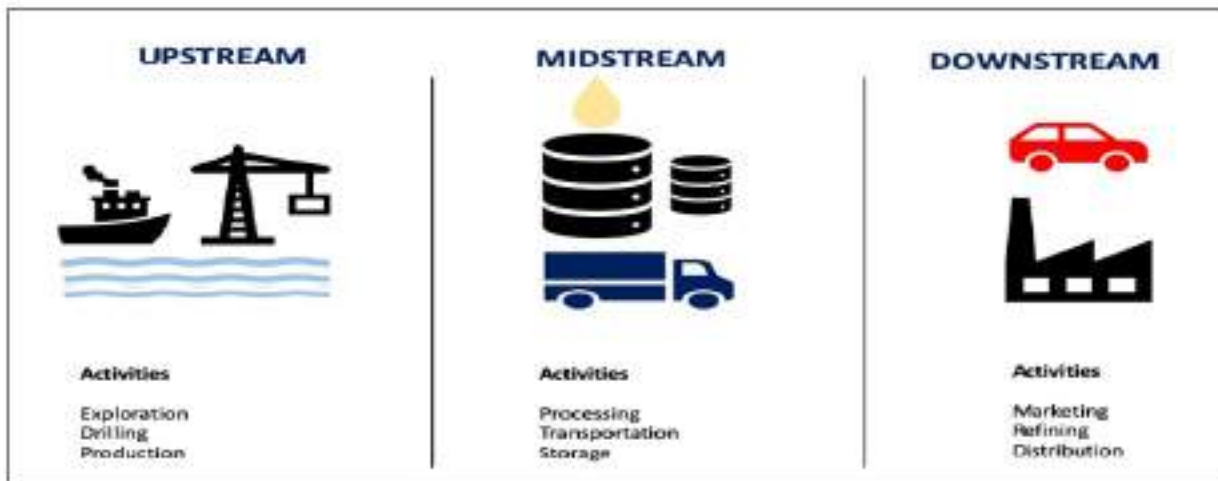 UPSTREAM
Activities
Exploration
Drilling
Production
MIDSTREAM
Activities
Processing
Transportation
Storage
DOWNSTREAM
Activities
Marketing
Refining
Distribution